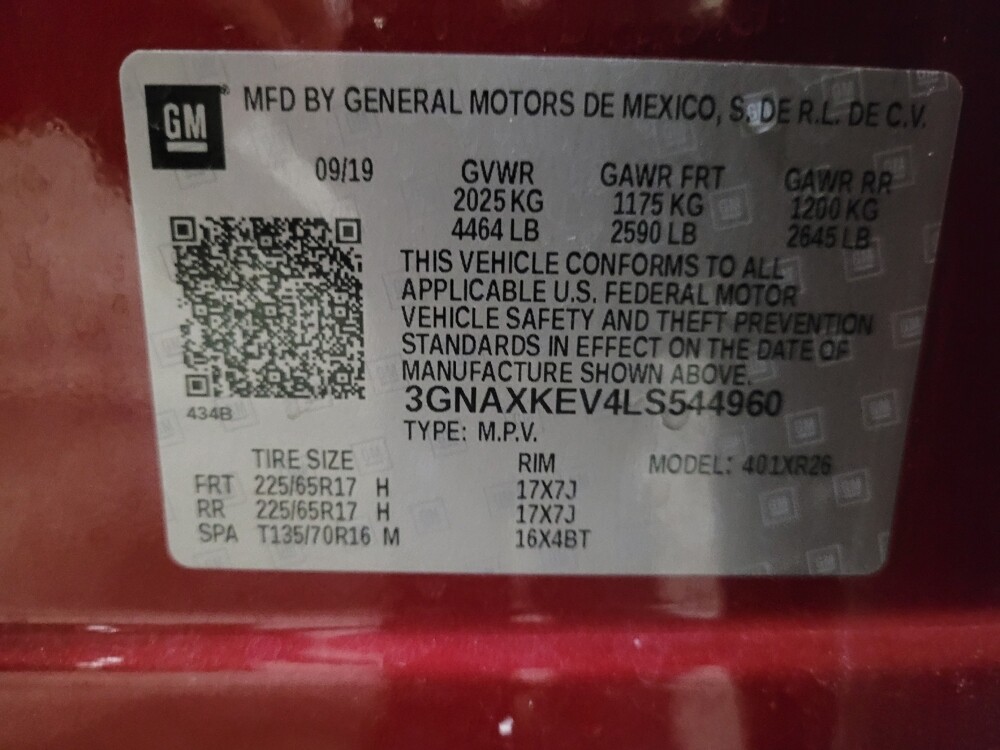 GM® MFD BY GENERAL MOTORS DE MEXICO, S. DE R.L. DE C.V.
09/19 GVWR GAWR FRT GAWR RR
2025 KG 1175 KG 1200 KG
4464 LB 2590 LB 2645 LB
THIS VEHICLE CONFORMS TO ALL
APPLICABLE U.S. FEDERAL MOTOR
VEHICLE SAFETY AND THEFT PREVENTION
STANDARDS IN EFFECT ON THE DATE OF
MANUFACTURE SHOWN ABOVE.
3GNAXKEV4LS544960
434B
TYPE: M.P.V.
TIRE SIZE RIM MODEL: 401XR26
FRT 225/65R17 H 17X7J
RR 225/65R17 H 17X7J
SPA T135/70R16 M 16X4BT